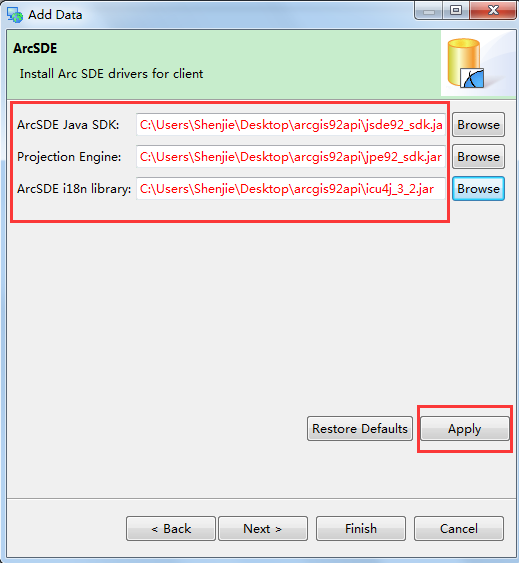 Add Data
ArcSDE
Install Arc SDE drivers for client
ArcSDE Java SDK: C:\Users\Shenjie\Desktop\arcgis92api\jsde92_sdk.ja Browse
Projection Engine: C:\Users\Shenjie\Desktop\arcgis92api\jpe92_sdk.jar Browse
ArcSDE i18n library: C:\Users\Shenjie\Desktop\arcgis92api\icu4j_3_2.jar Browse
Restore Defaults Apply
< Back Next > Finish Cancel